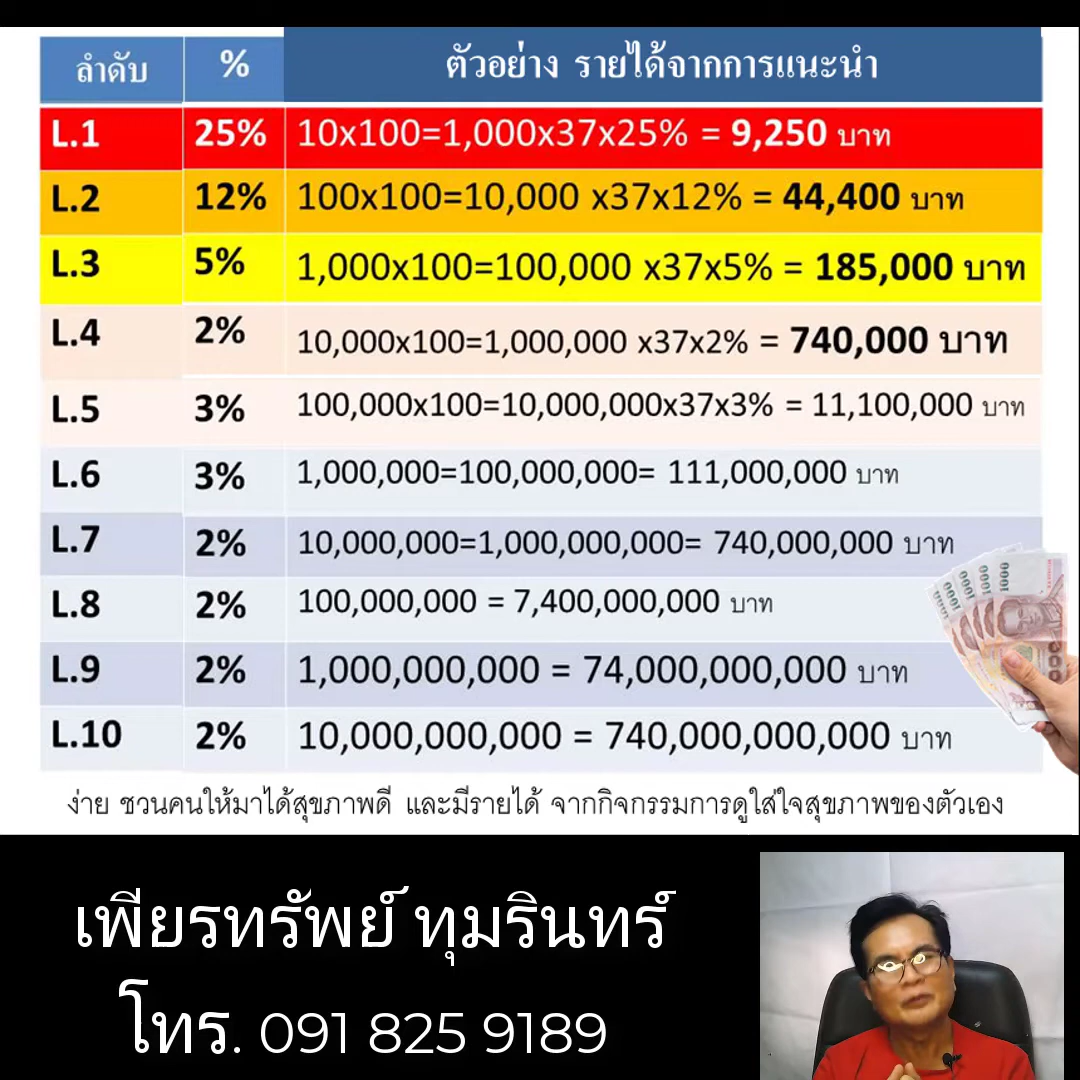 ลำดับ % ตัวอย่าง รายได้จากการแนะนำ
L.1 25% 10x100=1,000x37x25% = 9,250 บาท
L.2 12% 100x100=10,000 x37x12% = 44,400 บาท
L.3 5% 1,000x100=100,000 x37x5% = 185,000 บาท
L.4 2% 10,000x100=1,000,000 x37x2% = 740,000 บาท
L.5 3% 100,000x100=10,000,000x37x3% = 11,100,000 บาท
L.6 3% 1,000,000=100,000,000= 111,000,000 บาท
L.7 2% 10,000,000=1,000,000,000= 740,000,000 บาท
L.8 2% 100,000,000 = 7,400,000,000 บาท
L.9 2% 1,000,000,000 = 74,000,000,000 บาท
L.10 2% 10,000,000,000 = 740,000,000,000 บาท
1000
1000
1000
1000
ง่าย ชวนคนให้มาได้สุขภาพดี และมีรายได้ จากกิจกรรมการดูใส่ใจสุขภาพของตัวเอง
เพียรทรัพย์ ทุมรินทร์
โทร. 091 825 9189